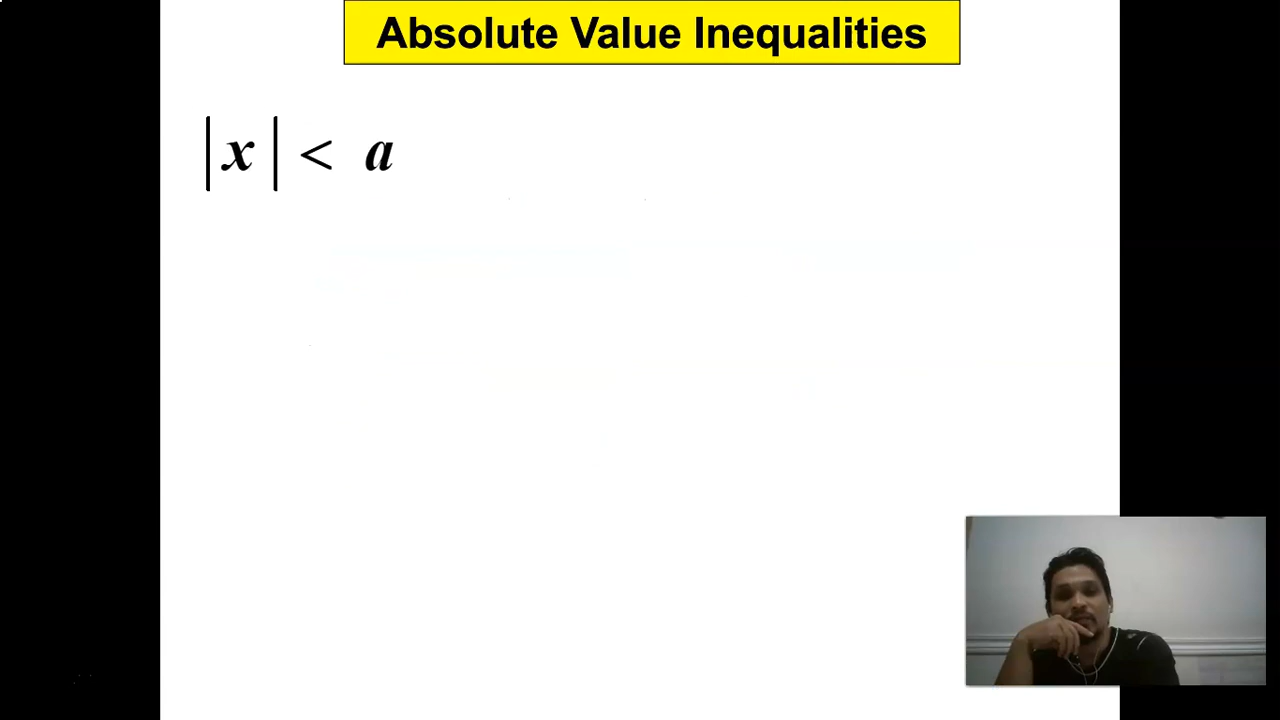 Absolute Value Inequalities
|x| < a